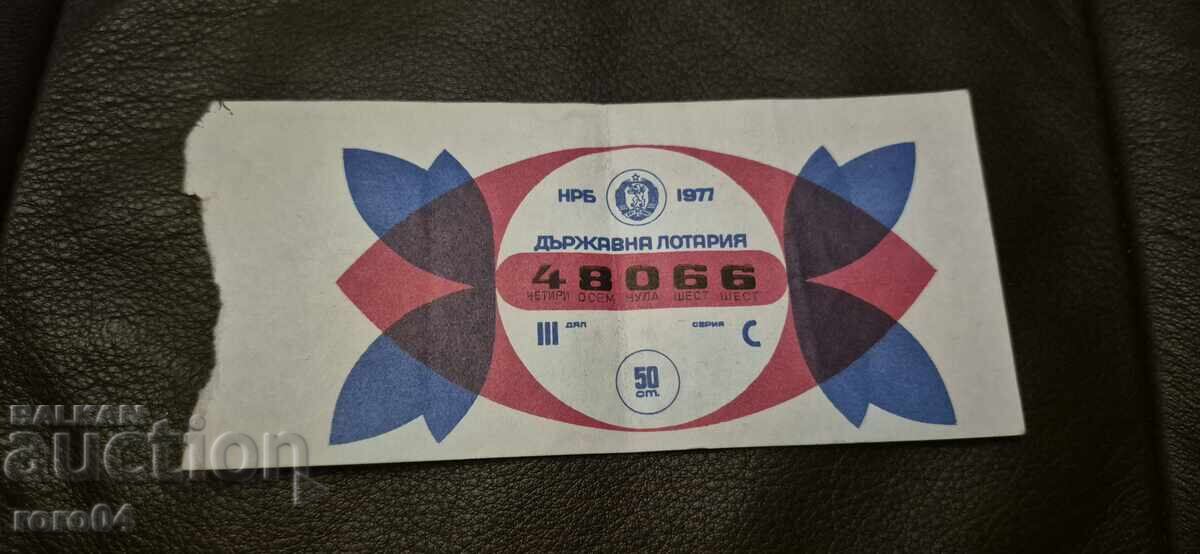 НРБ 1977
ДЪРЖАВНА ЛОТАРИЯ
48066
ЧЕТИРИ ОСЕМ НУЛА ШЕСТ ШЕСТ
III ДЯЛ СЕРИЯ С
50
ст.
BALKAN
auction
roro04